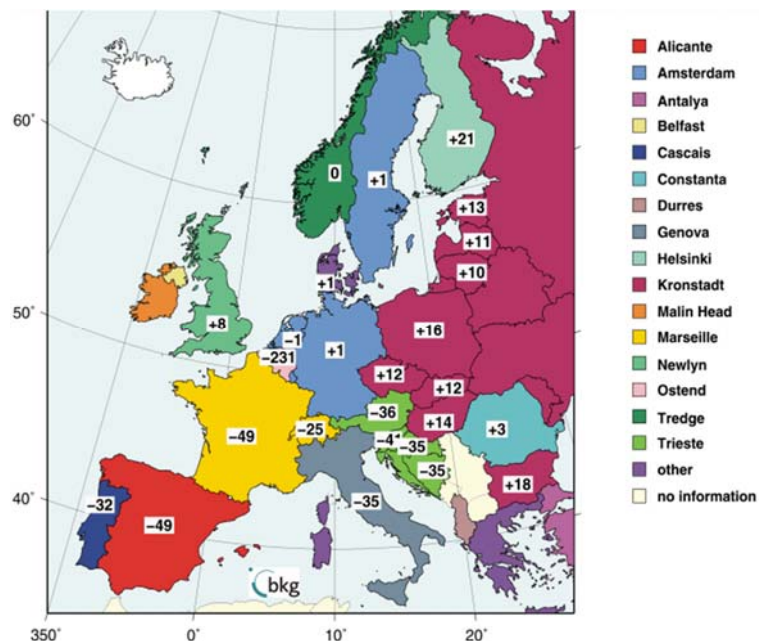 60°
50°
40°
350°
0°
10°
20°
0
+1
+21
+13
+11
+10
+1
+8
−1
−231
+1
+16
+12
+12
−36
+14
+3
−49
−25
−41
−35
−35
+18
−35
−32
−49
bkg
Alicante
Amsterdam
Antalya
Belfast
Cascais
Constanta
Durres
Genova
Helsinki
Kronstadt
Malin Head
Marseille
Newlyn
Ostend
Tredge
Trieste
other
no information